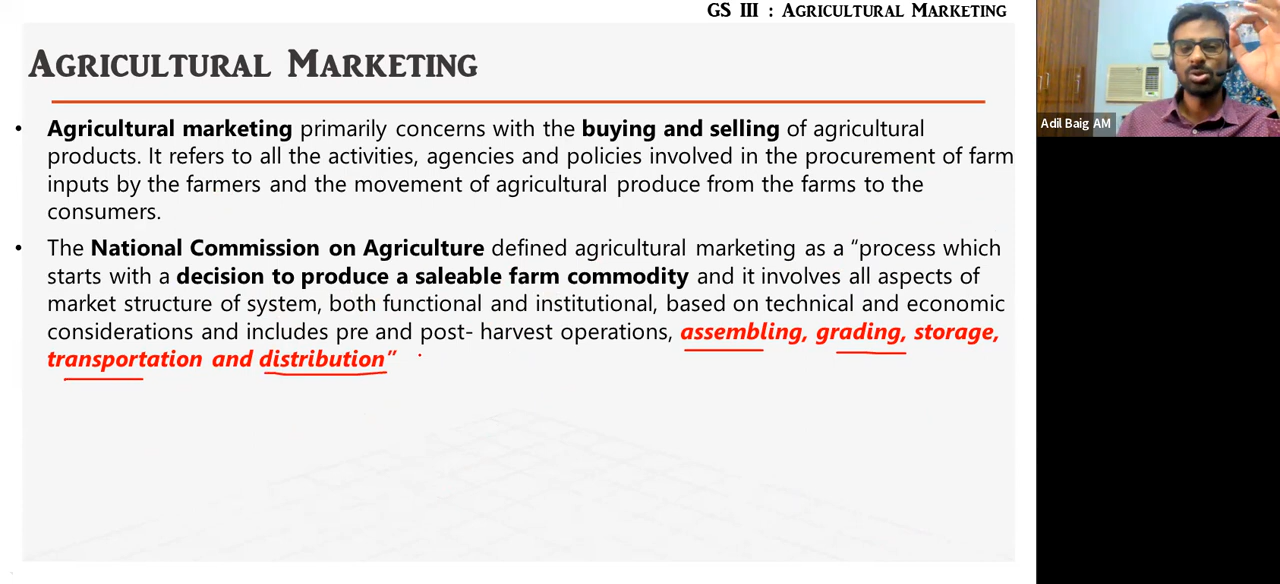 GS III : Agricultural Marketing
Agricultural Marketing
• Agricultural marketing primarily concerns with the buying and selling of agricultural
products. It refers to all the activities, agencies and policies involved in the procurement of farm
inputs by the farmers and the movement of agricultural produce from the farms to the
consumers.
• The National Commission on Agriculture defined agricultural marketing as a “process which
starts with a decision to produce a saleable farm commodity and it involves all aspects of
market structure of system, both functional and institutional, based on technical and economic
considerations and includes pre and post- harvest operations, assembling, grading, storage,
transportation and distribution”
Adil Baig AM